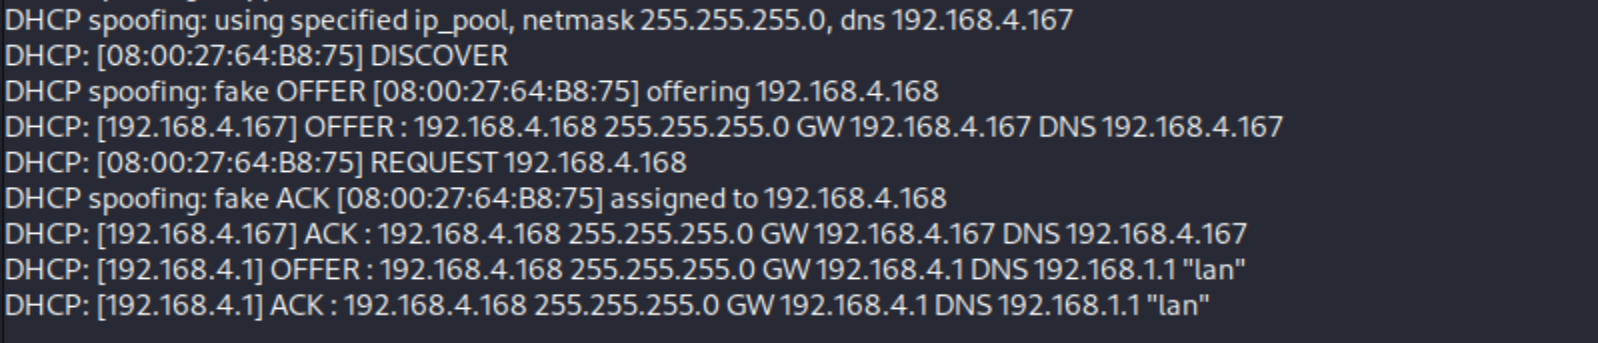 DHCP spoofing: using specified ip_pool, netmask 255.255.255.0, dns 192.168.4.167
DHCP: [08:00:27:64:B8:75] DISCOVER
DHCP spoofing: fake OFFER [08:00:27:64:B8:75] offering 192.168.4.168
DHCP: [192.168.4.167] OFFER : 192.168.4.168 255.255.255.0 GW 192.168.4.167 DNS 192.168.4.167
DHCP: [08:00:27:64:B8:75] REQUEST 192.168.4.168
DHCP spoofing: fake ACK [08:00:27:64:B8:75] assigned to 192.168.4.168
DHCP: [192.168.4.167] ACK : 192.168.4.168 255.255.255.0 GW 192.168.4.167 DNS 192.168.4.167
DHCP: [192.168.4.1] OFFER : 192.168.4.168 255.255.255.0 GW 192.168.4.1 DNS 192.168.1.1 "lan"
DHCP: [192.168.4.1] ACK : 192.168.4.168 255.255.255.0 GW 192.168.4.1 DNS 192.168.1.1 "lan"